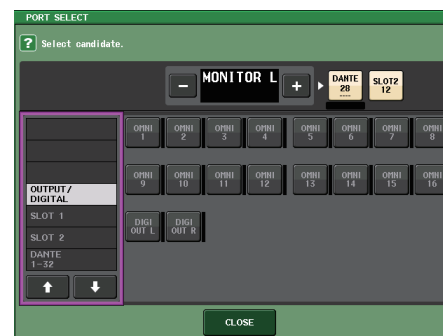 PORT SELECT
? Select candidate.
− MONITOR L + DANTE 28 ---- SLOT2 12
OMNI 1 OMNI 2 OMNI 3 OMNI 4 OMNI 5 OMNI 6 OMNI 7 OMNI 8
OMNI 9 OMNI 10 OMNI 11 OMNI 12 OMNI 13 OMNI 14 OMNI 15 OMNI 16
DIGI OUT L DIGI OUT R
OUTPUT/
DIGITAL
SLOT 1
SLOT 2
DANTE
1-32
CLOSE